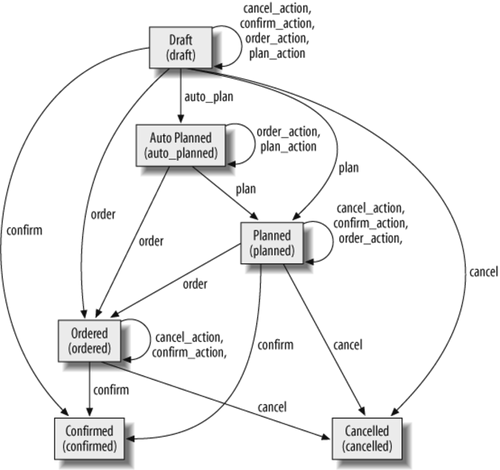 Draft
(draft)
cancel_action,
confirm_action,
order_action,
plan_action
auto_plan
Auto Planned
(auto_planned)
order_action,
plan_action
plan
plan
confirm
order
order
Planned
(planned)
cancel_action,
confirm_action,
order_action,
cancel
order
Ordered
(ordered)
cancel_action,
confirm_action,
confirm
cancel
confirm
cancel
Confirmed
(confirmed)
Cancelled
(cancelled)